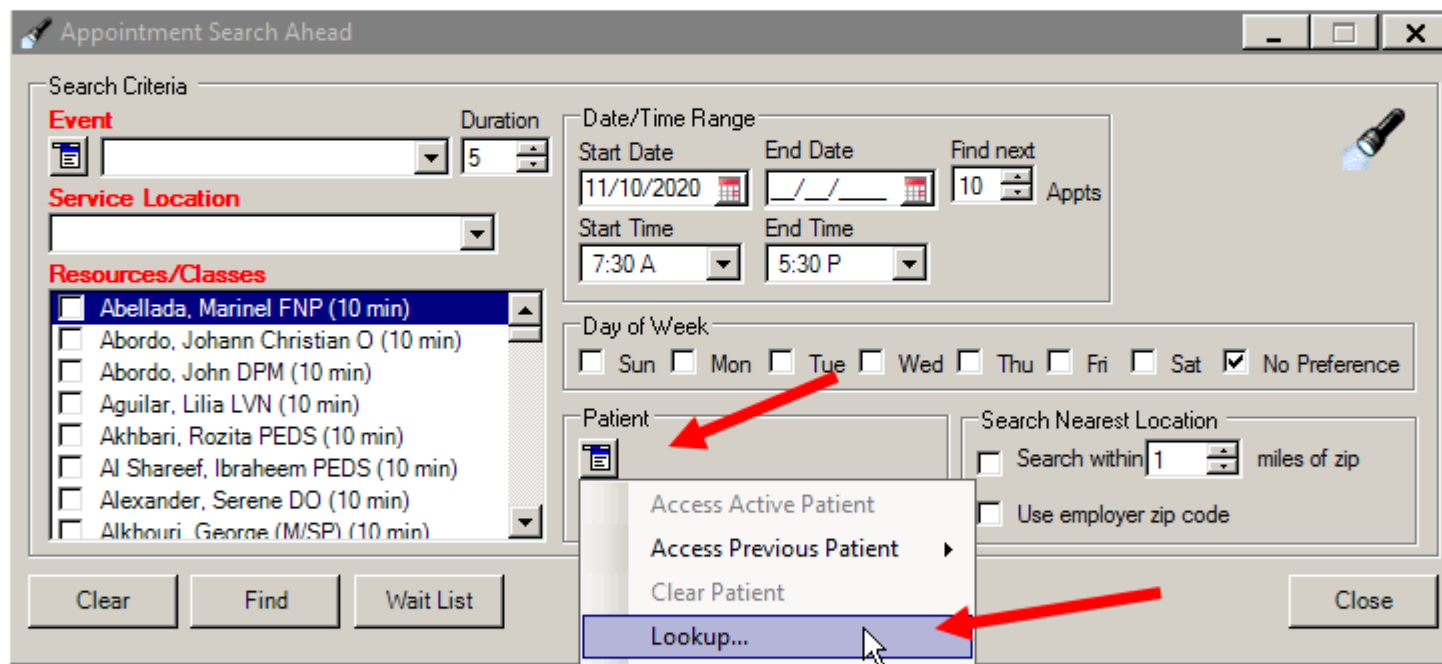 Appointment Search Ahead
Search Criteria
Event
Duration
5
Service Location
Resources/Classes
Abellada, Marinel FNP (10 min)
Abordo, Johann Christian O (10 min)
Abordo, John DPM (10 min)
Aguilar, Lilia LVN (10 min)
Akhbari, Rozita PEDS (10 min)
Al Shareef, Ibraheem PEDS (10 min)
Alexander, Serene DO (10 min)
Alkhouri, George (M/SP) (10 min)
Date/Time Range
Start Date End Date Find next
11/10/2020 __/__/____ 10 Appts
Start Time End Time
7:30 A 5:30 P
Day of Week
Sun Mon Tue Wed Thu Fri Sat No Preference
Patient
Access Active Patient
Access Previous Patient
Clear Patient
Lookup...
Search Nearest Location
Search within 1 miles of zip
Use employer zip code
Clear Find Wait List Close